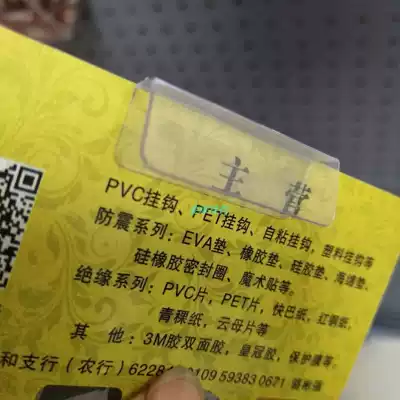 主营
PVC挂钩、PET挂钩、自粘挂钩,塑料挂钩等
防震系列:EVA垫、橡胶垫、硅胶垫、海绵垫、
硅橡胶密封圈、魔术贴等。
绝缘系列:PVC片,PET片,快巴纸,红钢纸,
青稞纸,云母片等
其 他:3M胶双面胶,皇冠胶,保护膜等。
和支行(农行)6228 0109 59383 0671